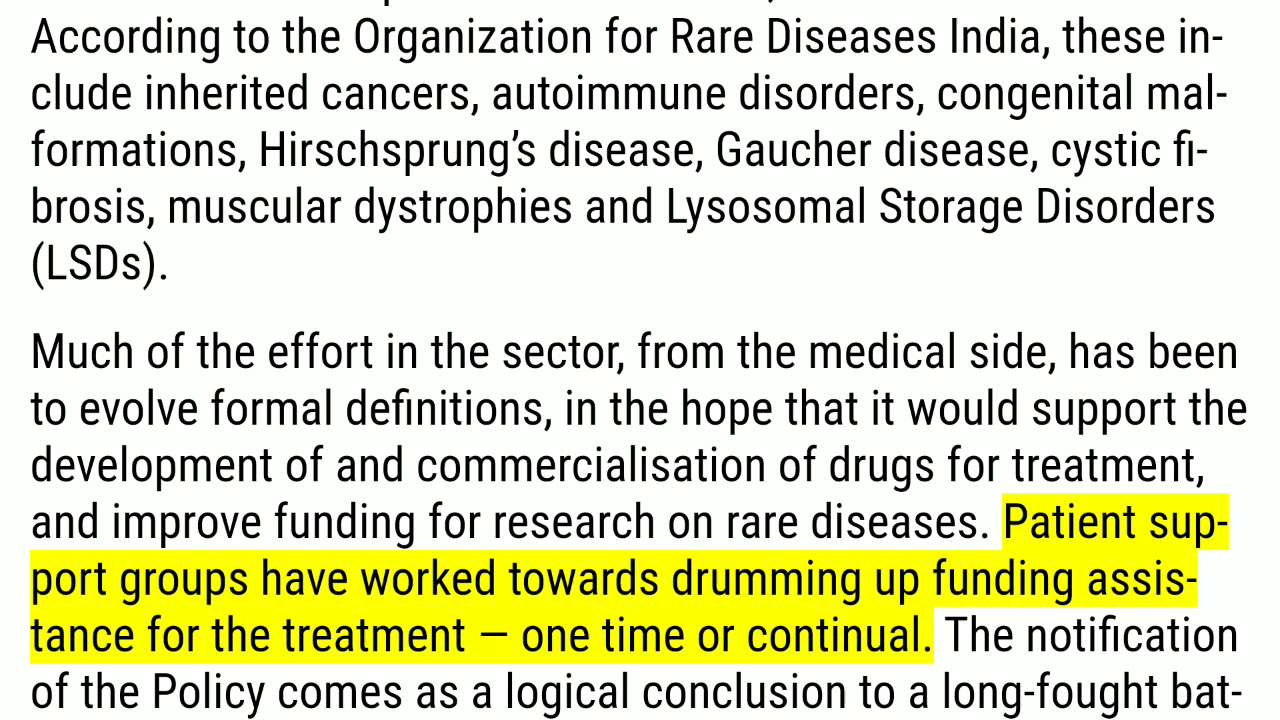 According to the Organization for Rare Diseases India, these in-
clude inherited cancers, autoimmune disorders, congenital mal-
formations, Hirschsprung’s disease, Gaucher disease, cystic fi-
brosis, muscular dystrophies and Lysosomal Storage Disorders
(LSDs).
Much of the effort in the sector, from the medical side, has been
to evolve formal definitions, in the hope that it would support the
development of and commercialisation of drugs for treatment,
and improve funding for research on rare diseases. Patient sup-
port groups have worked towards drumming up funding assis-
tance for the treatment — one time or continual. The notification
of the Policy comes as a logical conclusion to a long-fought bat-